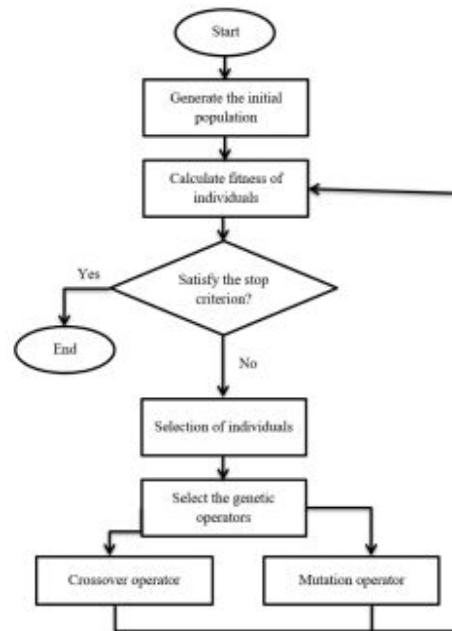 Start
Generate the initial
population
Calculate fitness of
individuals
Satisfy the stop
criterion?
Yes
End
No
Selection of individuals
Select the genetic
operators
Crossover operator
Mutation operator